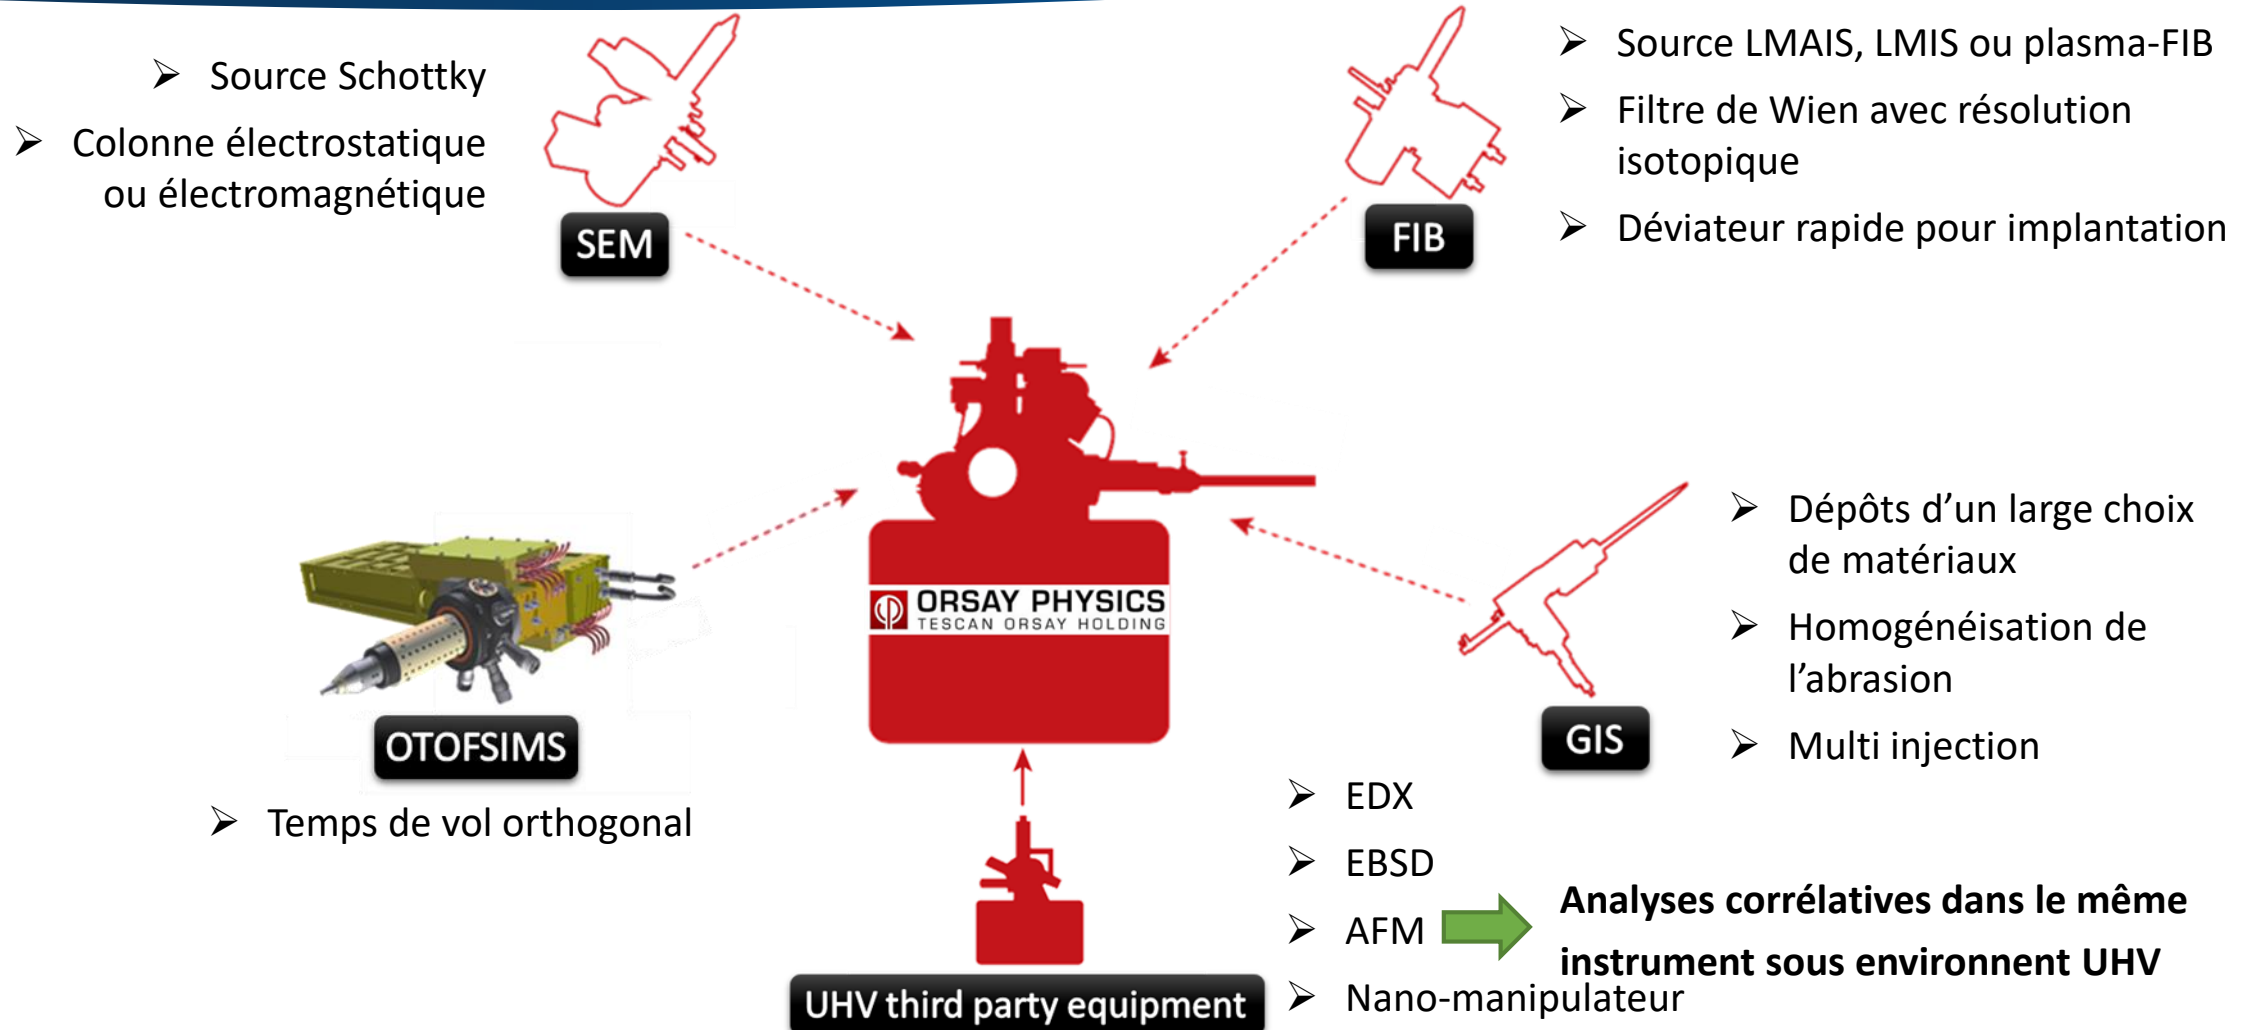 ➢ Source Schottky
➢ Colonne électrostatique
ou électromagnétique
SEM
➢ Source LMAIS, LMIS ou plasma-FIB
➢ Filtre de Wien avec résolution
isotopique
➢ Déviateur rapide pour implantation
FIB
ORSAY PHYSICS
TESCAN ORSAY HOLDING
OTOFSIMS
➢ Temps de vol orthogonal
➢ Dépôts d’un large choix
de matériaux
➢ Homogénéisation de
l’abrasion
➢ Multi injection
GIS
➢ EDX
➢ EBSD
➢ AFM
➢ Nano-manipulateur
Analyses corrélatives dans le même
instrument sous environnent UHV
UHV third party equipment